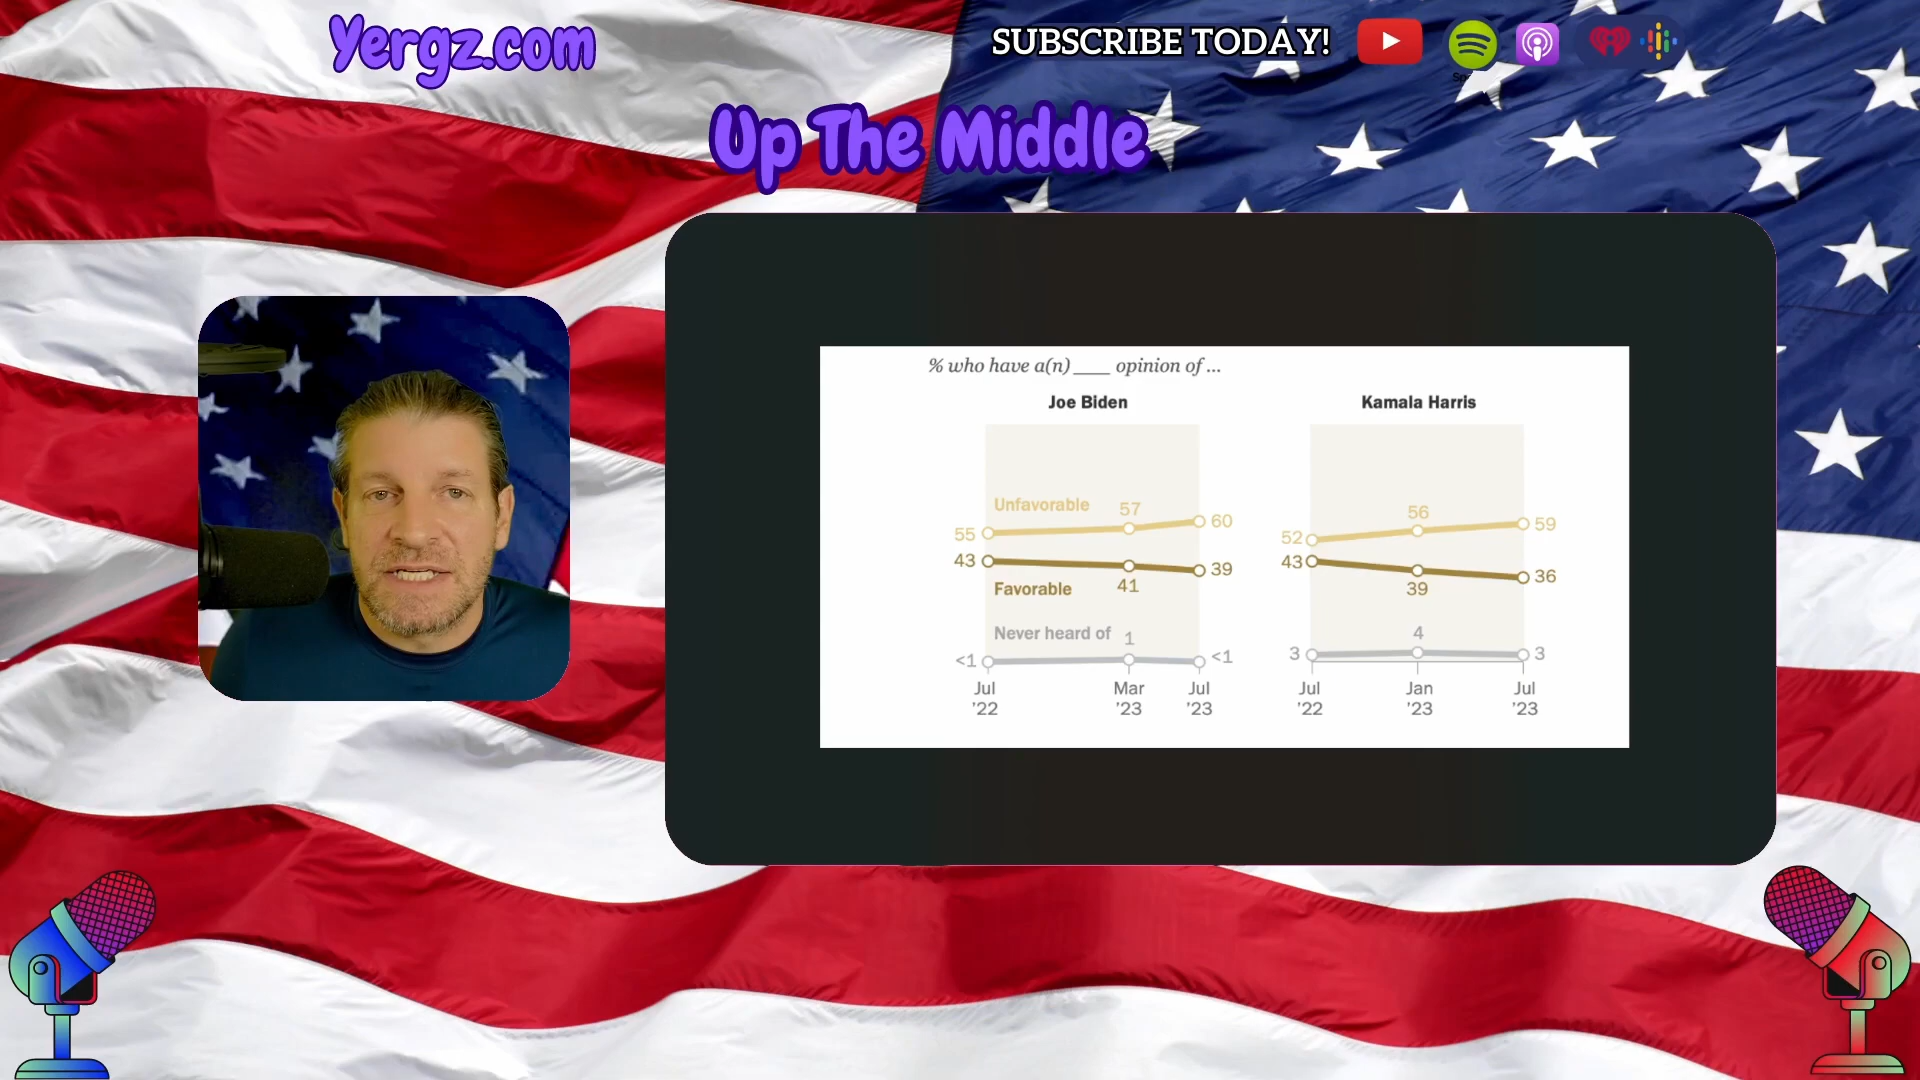 Yergz.com
SUBSCRIBE TODAY!
Up The Middle
% who have a(n) ___ opinion of ...
Joe Biden
Kamala Harris
Unfavorable
55
57
60
52
56
59
43
41
39
43
39
36
Favorable
Never heard of
<1
1
<1
3
4
3
Jul '22
Mar '23
Jul '23
Jul '22
Jan '23
Jul '23